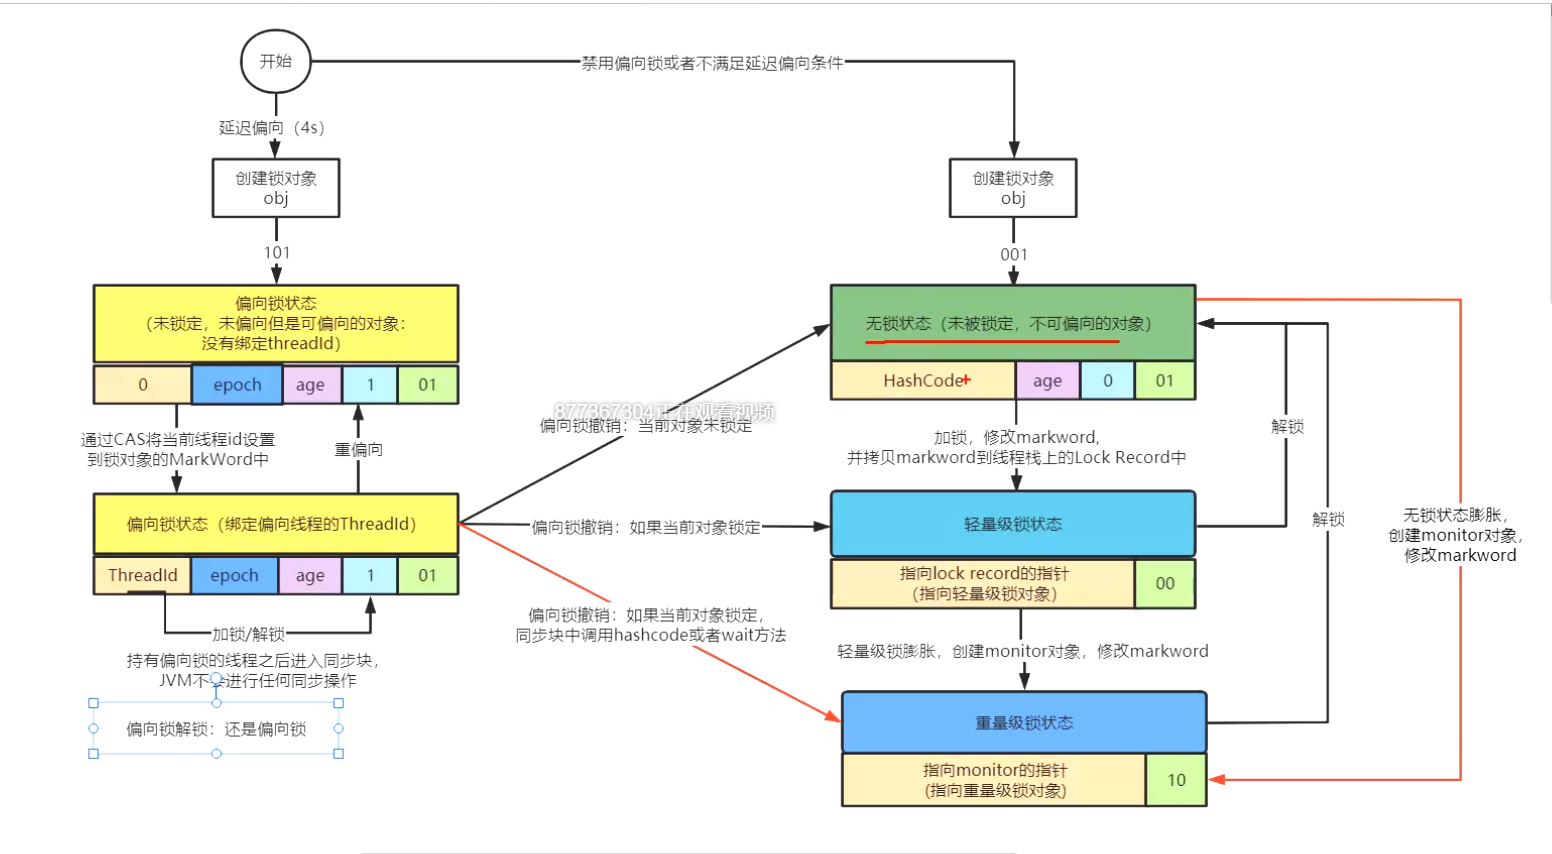 开始
禁用偏向锁或者不满足延迟偏向条件
延迟偏向（4s）
创建锁对象
obj
创建锁对象
obj
101
001
偏向锁状态
（未锁定，未偏向但是可偏向的对象：
没有绑定threadId）
0 epoch age 1 01
无锁状态（未被锁定，不可偏向的对象）
HashCode age 0 01
877367304正在观看视频
偏向锁撤销：当前对象未锁定
通过CAS将当前线程id设置
到锁对象的MarkWord中
重偏向
加锁，修改markword，
并拷贝markword到线程栈上的Lock Record中
解锁
解锁
偏向锁状态（绑定偏向线程的ThreadId）
ThreadId epoch age 1 01
偏向锁撤销：如果当前对象锁定
轻量级锁状态
指向lock record的指针
(指向轻量级锁对象)
00
无锁状态膨胀，
创建monitor对象，
修改markword
加锁/解锁
持有偏向锁的线程之后进入同步块，
JVM不 进行任何同步操作
偏向锁撤销：如果当前对象锁定，
同步块中调用hashcode或者wait方法
轻量级锁膨胀，创建monitor对象，修改markword
偏向锁解锁：还是偏向锁
重量级锁状态
指向monitor的指针
(指向重量级锁对象)
10